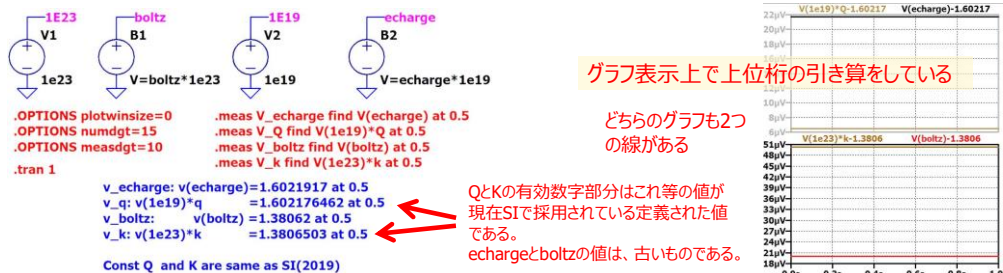 1E23
boltz
1E19
echarge
V1
B1
V2
B2
1e23
V=boltz*1e23
1e19
V=echarge*1e19
.OPTIONS plotwinsize=0
.OPTIONS numdgt=15
.OPTIONS measdgt=10
.tran 1
.meas V_echarge find V(echarge) at 0.5
.meas V_Q find V(1e19)*Q at 0.5
.meas V_boltz find V(boltz) at 0.5
.meas V_k find V(1e23)*k at 0.5
v_echarge: v(echarge)=1.6021917 at 0.5
v_q: v(1e19)*q =1.602176462 at 0.5
v_boltz: v(boltz) =1.38062 at 0.5
v_k: v(1e23)*k =1.3806503 at 0.5
Const Q and K are same as SI(2019)
QとKの有効数字部分はこれ等の値が
現在SIで採用されている定義された値
である。
echargeとboltzの値は、古いものである。
グラフ表示上で上位桁の引き算をしている
どちらのグラフも2つ
の線がある
V(1e19)*Q-1.60217 V(echarge)-1.60217
22µV
20µV
18µV
10µV
8µV
6µV
V(1e23)*k-1.3806 V(boltz)-1.3806
51µV
48µV
45µV
42µV
39µV
36µV
33µV
30µV
27µV
24µV
21µV
18µV